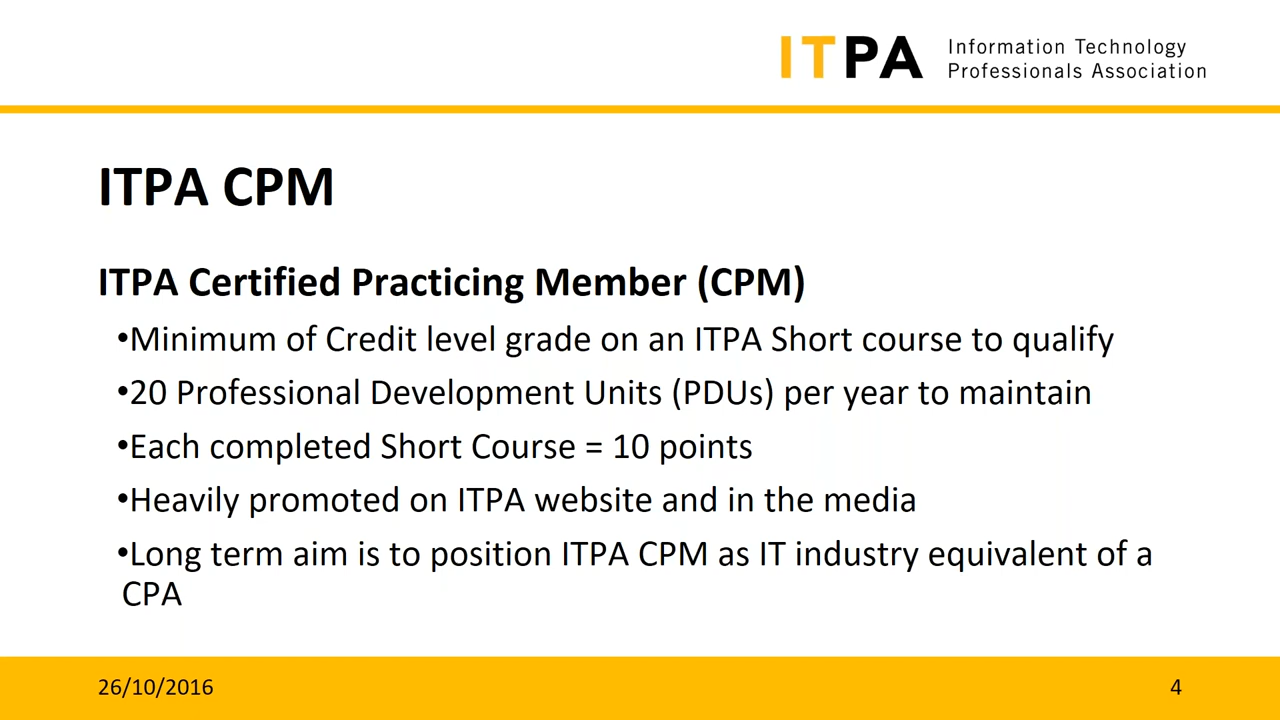 ITPA Information Technology
Professionals Association
ITPA CPM
ITPA Certified Practicing Member (CPM)
•Minimum of Credit level grade on an ITPA Short course to qualify
•20 Professional Development Units (PDUs) per year to maintain
•Each completed Short Course = 10 points
•Heavily promoted on ITPA website and in the media
•Long term aim is to position ITPA CPM as IT industry equivalent of a
CPA
26/10/2016 4